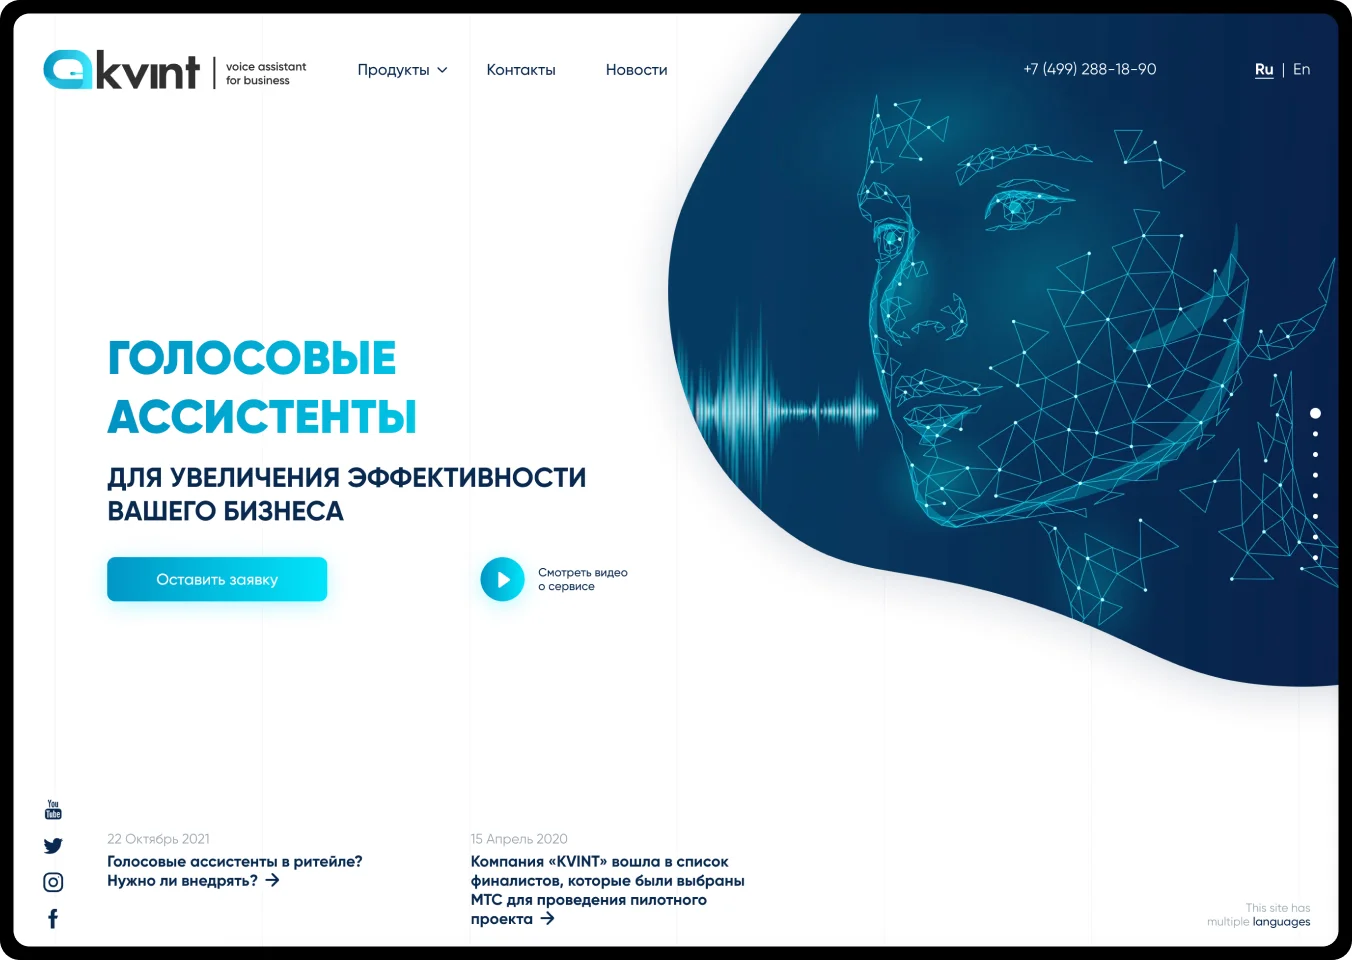 kvint
voice assistant
for business
Продукты
Контакты
Новости
+7 (499) 288-18-90
Ru | En
ГОЛОСОВЫЕ
АССИСТЕНТЫ
ДЛЯ УВЕЛИЧЕНИЯ ЭФФЕКТИВНОСТИ
ВАШЕГО БИЗНЕСА
Оставить заявку
Смотреть видео
о сервисе
You
Tube
22 Октябрь 2021
Голосовые ассистенты в ритейле?
Нужно ли внедрять? →
15 Апрель 2020
Компания «KVINT» вошла в список
финалистов, которые были выбраны
МТС для проведения пилотного
проекта →
This site has
multiple languages